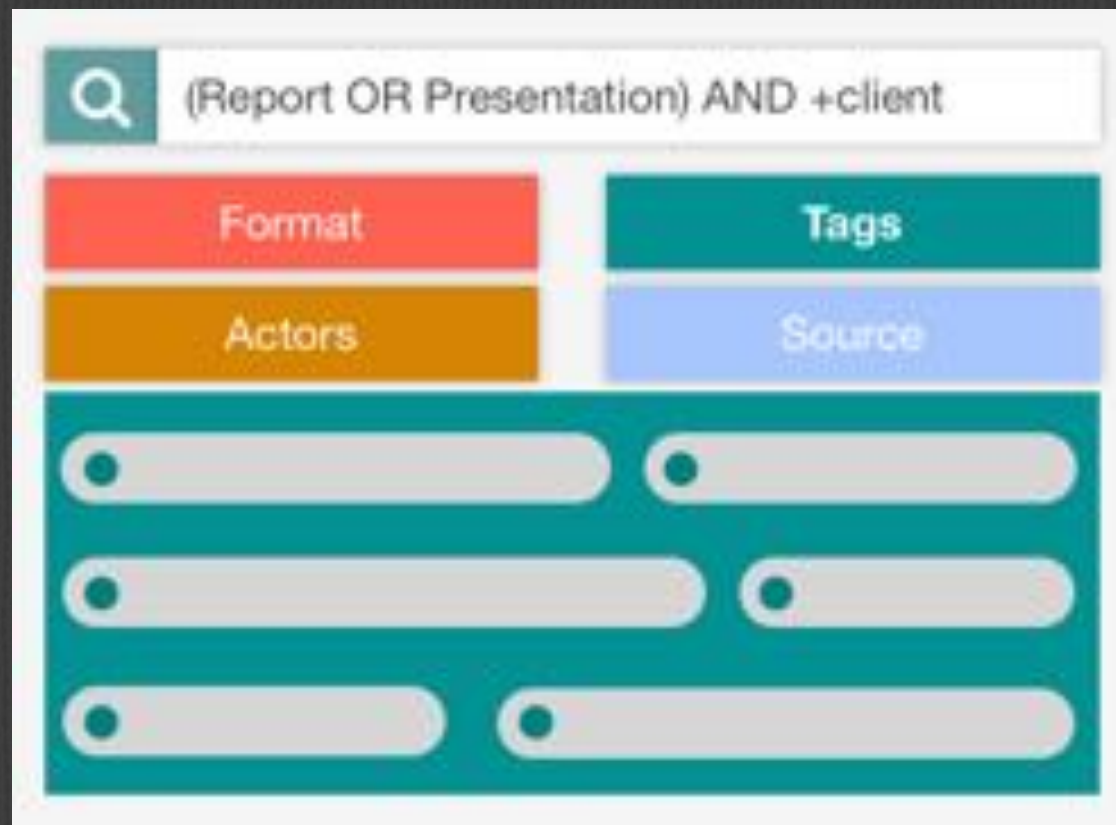 (Report OR Presentation) AND +client
Format
Tags
Actors
Source